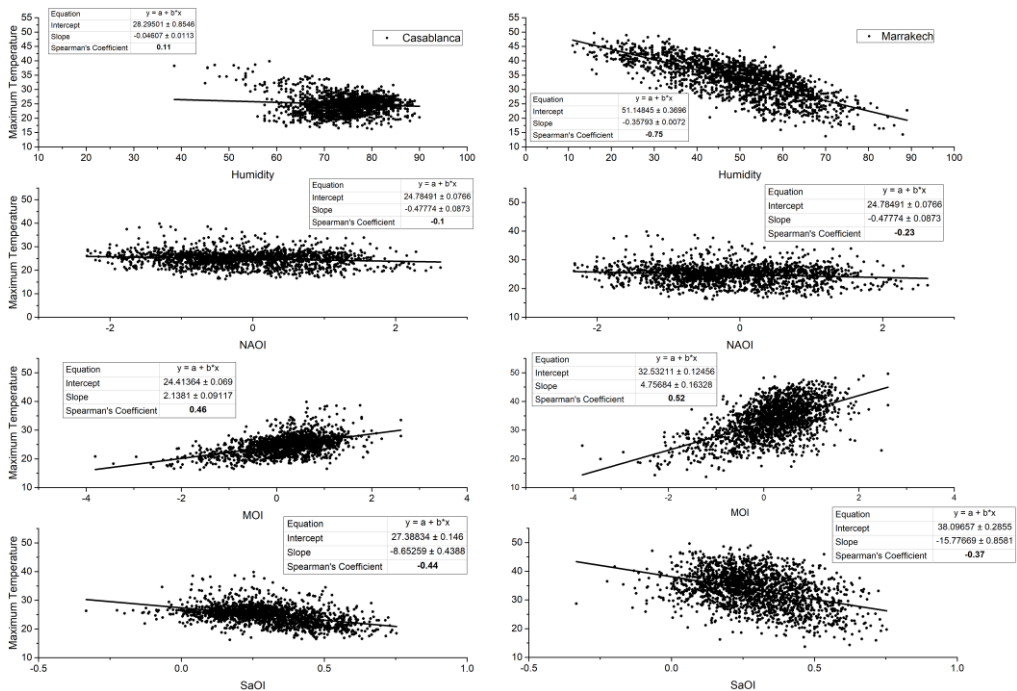 Equation y = a + b*x
Intercept 28.29501 ± 0.8546
Slope -0.04607 ± 0.0113
Spearman's Coefficient 0.11
Casablanca
Maximum Temperature
55
50
45
40
35
30
25
20
15
10
10 20 30 40 50 60 70 80 90 100
Humidity
Marrakech
55
50
45
40
35
30
25
20
15
10
Equation y = a + b*x
Intercept 51.14845 ± 0.3696
Slope -0.35793 ± 0.0072
Spearman's Coefficient -0.75
0 10 20 30 40 50 60 70 80 90 100
Humidity
Equation y = a + b*x
Intercept 24.78491 ± 0.0766
Slope -0.47774 ± 0.0873
Spearman's Coefficient -0.1
Maximum Temperature
50
40
30
20
10
0
-2 0 2
NAOI
Equation y = a + b*x
Intercept 24.78491 ± 0.0766
Slope -0.47774 ± 0.0873
Spearman's Coefficient -0.23
50
40
30
20
10
-2 0 2
NAOI
Equation y = a + b*x
Intercept 24.41364 ± 0.069
Slope 2.1381 ± 0.09117
Spearman's Coefficient 0.46
Maximum Temperature
50
40
30
20
10
-4 -2 0 2 4
MOI
Equation y = a + b*x
Intercept 32.53211 ± 0.12456
Slope 4.75684 ± 0.16328
Spearman's Coefficient 0.52
50
40
30
20
10
-4 -2 0 2 4
MOI
Equation y = a + b*x
Intercept 27.38834 ± 0.146
Slope -8.65259 ± 0.4388
Spearman's Coefficient -0.44
Maximum Temperature
50
40
30
20
10
-0.5 0.0 0.5 1.0
SaOI
Equation y = a + b*x
Intercept 38.09657 ± 0.2855
Slope -15.77669 ± 0.8581
Spearman's Coefficient -0.37
50
40
30
20
10
-0.5 0.0 0.5 1.0
SaOI